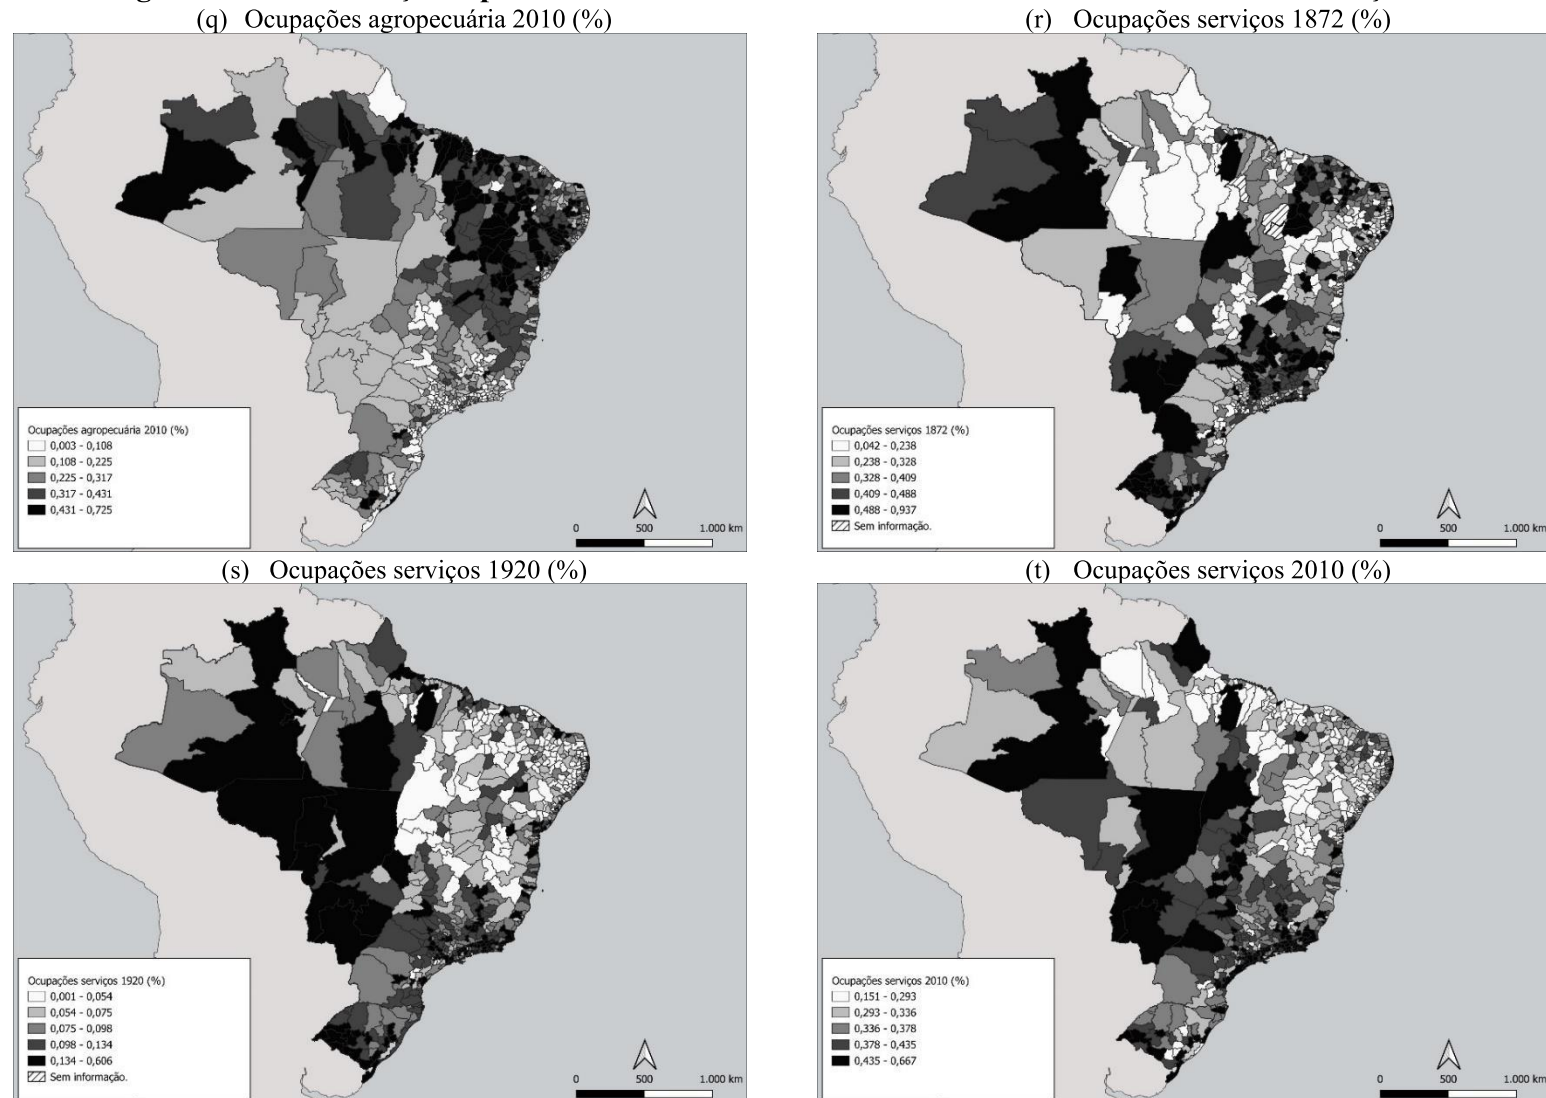 (q) Ocupações agropecuária 2010 (%)
(r) Ocupações serviços 1872 (%)
Ocupações agropecuária 2010 (%)
0,003 - 0,108
0,108 - 0,225
0,225 - 0,317
0,317 - 0,431
0,431 - 0,725
0 500 1.000 km
Ocupações serviços 1872 (%)
0,042 - 0,238
0,238 - 0,328
0,328 - 0,409
0,409 - 0,488
0,488 - 0,937
Sem informação.
0 500 1.000 km
(s) Ocupações serviços 1920 (%)
(t) Ocupações serviços 2010 (%)
Ocupações serviços 1920 (%)
0,001 - 0,054
0,054 - 0,075
0,075 - 0,098
0,098 - 0,134
0,134 - 0,606
Sem informação.
0 500 1.000 km
Ocupações serviços 2010 (%)
0,151 - 0,293
0,293 - 0,336
0,336 - 0,378
0,378 - 0,435
0,435 - 0,667
0 500 1.000 km